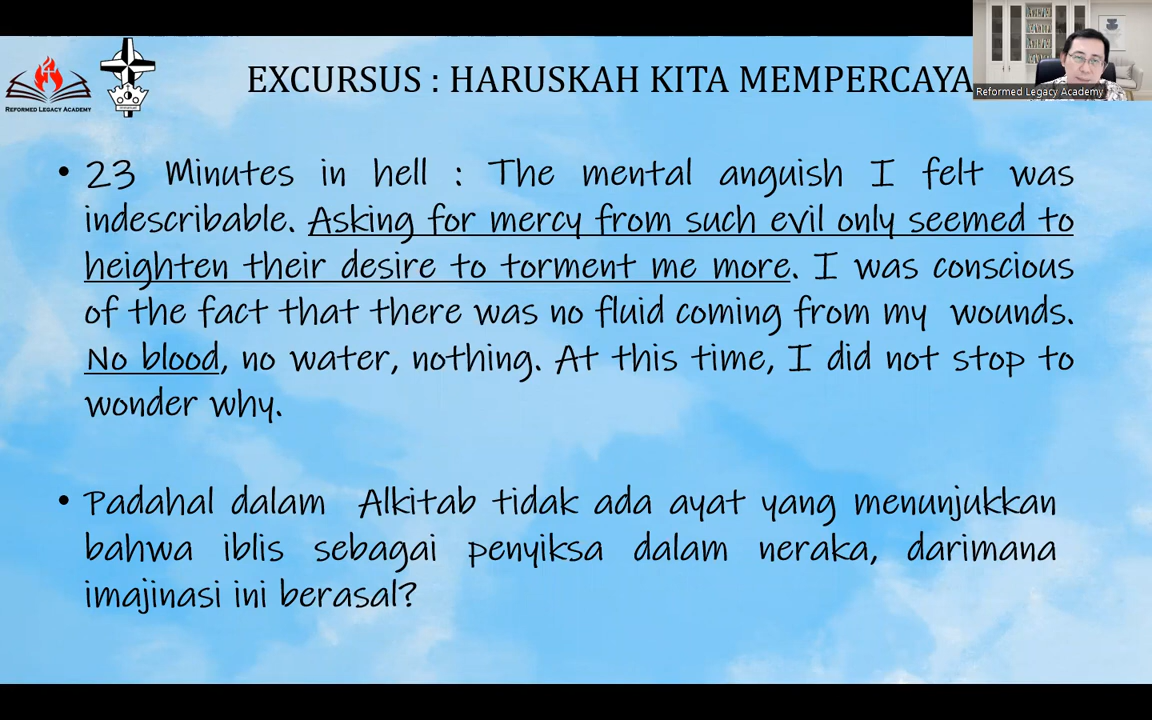 EXCURSUS : HARUSKAH KITA MEMPERCAYA
REFORMED LEGACY ACADEMY
Reformed Legacy Academy
• 23 Minutes in hell : The mental anguish I felt was
indescribable. Asking for mercy from such evil only seemed to
heighten their desire to torment me more. I was conscious
of the fact that there was no fluid coming from my wounds.
No blood, no water, nothing. At this time, I did not stop to
wonder why.
• Padahal dalam Alkitab tidak ada ayat yang menunjukkan
bahwa iblis sebagai penyiksa dalam neraka, darimana
imajinasi ini berasal?